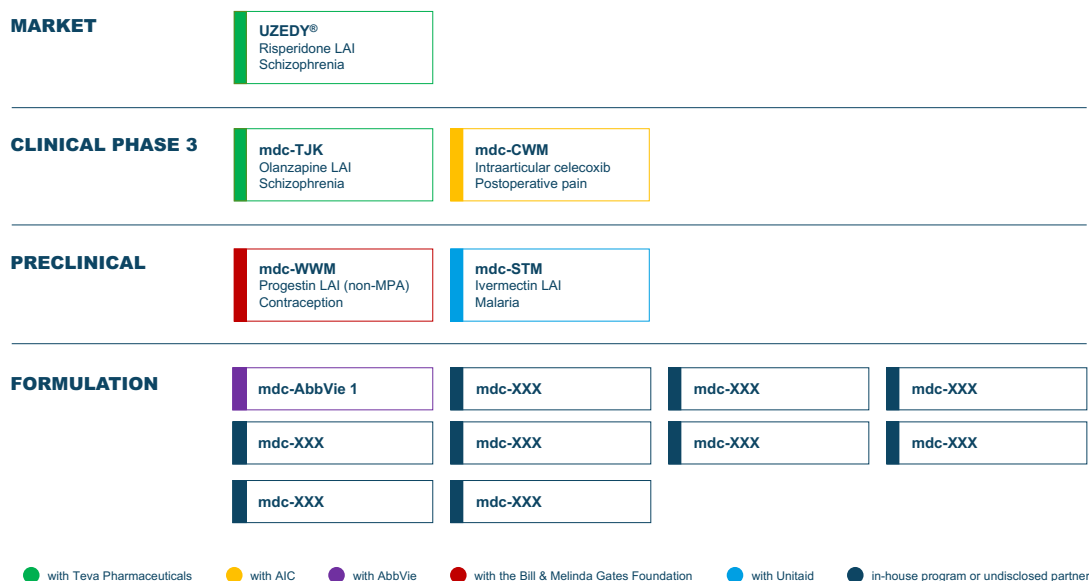 MARKET
UZEDY®
Risperidone LAI
Schizophrenia
CLINICAL PHASE 3
mdc-TJK
Olanzapine LAI
Schizophrenia
mdc-CWM
Intraarticular celecoxib
Postoperative pain
PRECLINICAL
mdc-WWM
Progestin LAI (non-MPA)
Contraception
mdc-STM
Ivermectin LAI
Malaria
FORMULATION
mdc-AbbVie 1
mdc-XXX
mdc-XXX
mdc-XXX
mdc-XXX
mdc-XXX
mdc-XXX
mdc-XXX
mdc-XXX
mdc-XXX
with Teva Pharmaceuticals
with AIC
with AbbVie
with the Bill & Melinda Gates Foundation
with Unitaid
in-house program or undisclosed partner